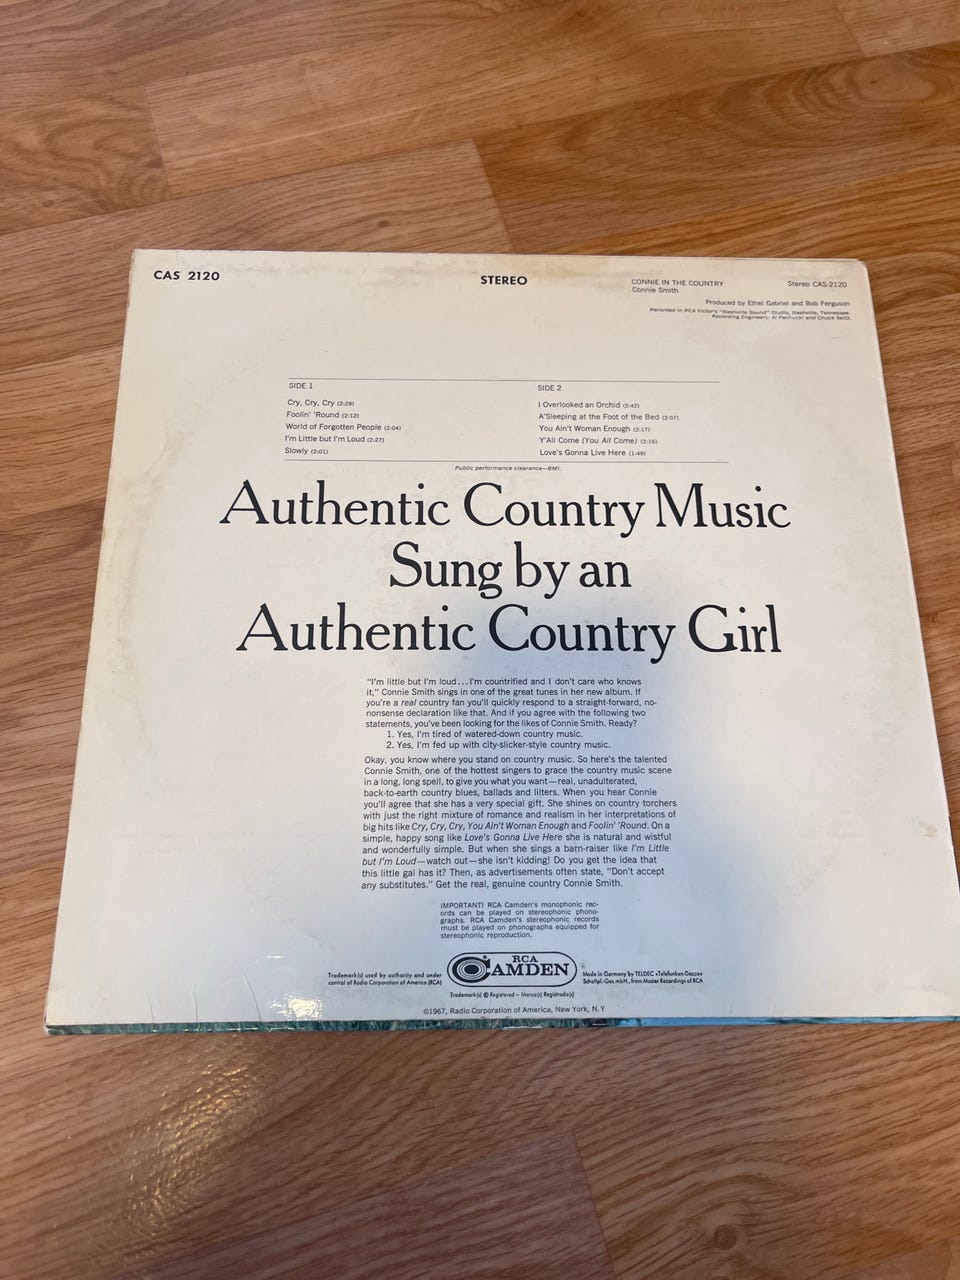 CAS 2120
STEREO
CONNIE IN THE COUNTRY
Connie Smith
Stereo CAS-2120
Produced by Ethel Gabriel and Bob Ferguson
Recorded in RCA Victor's "Nashville Sound" Studio, Nashville, Tennessee.
Recording Engineers: Al Pachucki and Chuck Seitz.
SIDE 1
Cry, Cry, Cry (2:29)
Foolin' 'Round (2:12)
World of Forgotten People (2:04)
I'm Little but I'm Loud (2:27)
Slowly (2:01)
SIDE 2
I Overlooked an Orchid (2:42)
A'Sleeping at the Foot of the Bed (2:07)
You Ain't Woman Enough (2:17)
Y'All Come (You All Come) (2:16)
Love's Gonna Live Here (1:49)
Public performance clearance—BMI.
Authentic Country Music
Sung by an
Authentic Country Girl
"I'm little but I'm loud...I'm countrified and I don't care who knows
it," Connie Smith sings in one of the great tunes in her new album. If
you're a real country fan you'll quickly respond to a straight-forward, no-
nonsense declaration like that. And if you agree with the following two
statements, you've been looking for the likes of Connie Smith. Ready?
1. Yes, I'm tired of watered-down country music.
2. Yes, I'm fed up with city-slicker-style country music.
Okay, you know where you stand on country music. So here's the talented
Connie Smith, one of the hottest singers to grace the country music scene
in a long, long spell, to give you what you want—real, unadulterated,
back-to-earth country blues, ballads and lilters. When you hear Connie
you'll agree that she has a very special gift. She shines on country torchers
with just the right mixture of romance and realism in her interpretations of
big hits like Cry, Cry, Cry, You Ain't Woman Enough and Foolin' 'Round. On a
simple, happy song like Love's Gonna Live Here she is natural and wistful
and wonderfully simple. But when she sings a barn-raiser like I'm Little
but I'm Loud—watch out—she isn't kidding! Do you get the idea that
this little gal has it? Then, as advertisements often state, "Don't accept
any substitutes." Get the real, genuine country Connie Smith.
IMPORTANT! RCA Camden's monophonic rec-
ords can be played on stereophonic phono-
graphs. RCA Camden's stereophonic records
must be played on phonographs equipped for
stereophonic reproduction.
Trademark(s) used by authority and under
control of Radio Corporation of America (RCA)
RCA
CAMDEN
Made in Germany by TELDEC »Telefunken-Decca«
Schallpl.-Ges.mbH., from Master Recordings of RCA
Trademark(s) ® Registered – Marca(s) Registrada(s)
©1967, Radio Corporation of America, New York, N.Y